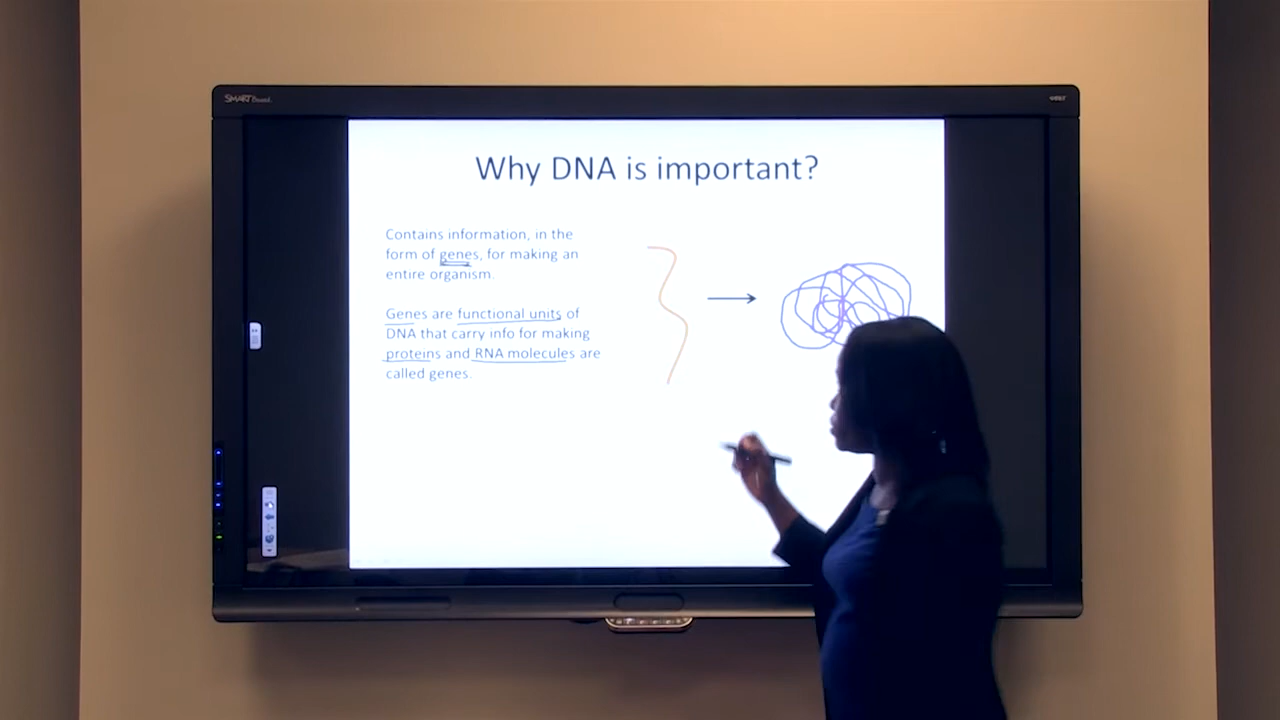 SMART Board
Why DNA is important?
Contains information, in the
form of genes, for making an
entire organism.
Genes are functional units of
DNA that carry info for making
proteins and RNA molecules are
called genes.